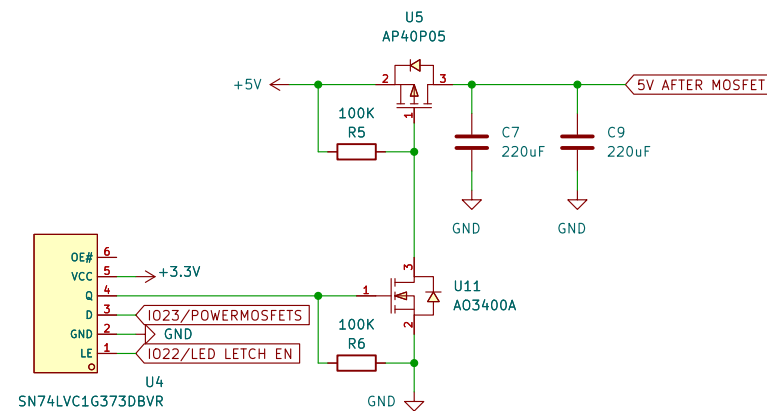 U5
AP40P05
+5V
2
3
1
5V AFTER MOSFET
100K
R5
C7
220uF
C9
220uF
GND
GND
OE#
6
VCC
5
+3.3V
Q
4
D
3
IO23/POWERMOSFETS
GND
2
GND
LE
1
IO22/LED LETCH EN
U4
SN74LVC1G373DBVR
3
1
2
U11
AO3400A
100K
R6
GND